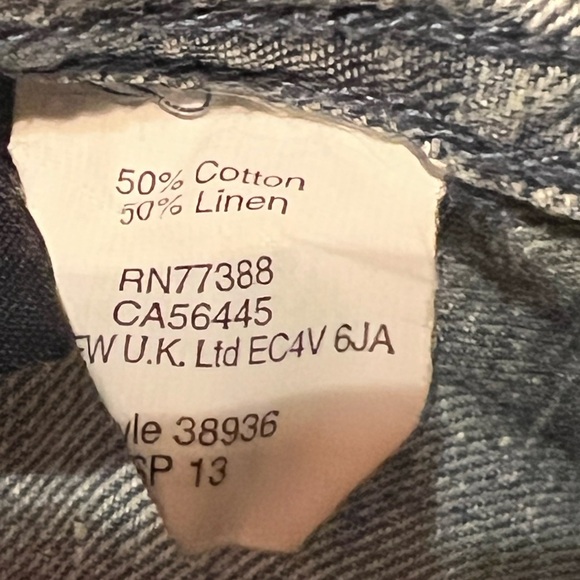 50% Cotton
50% Linen
RN77388
CA56445
EW U.K. Ltd EC4V 6JA
yle 38936
SP 13